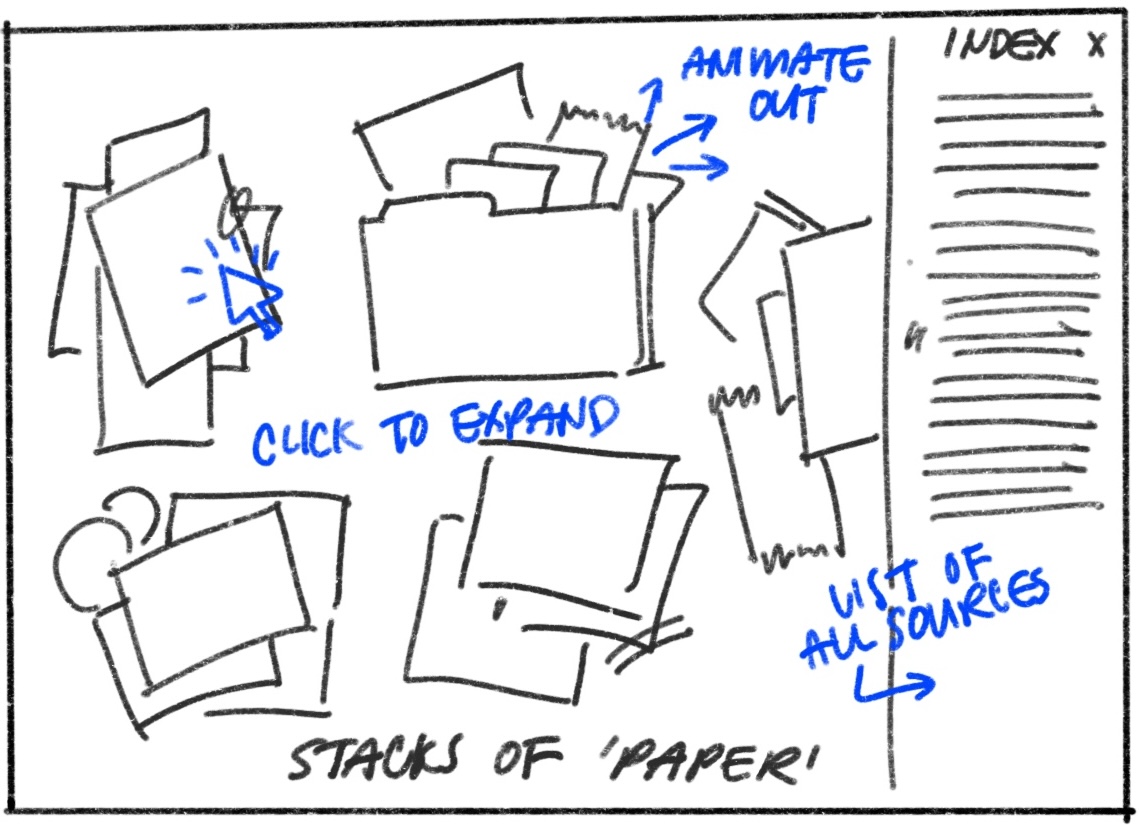 INDEX X
ANIMATE
OUT
CLICK TO EXPAND
LIST OF
ALL SOURCES
STACKS OF 'PAPER'